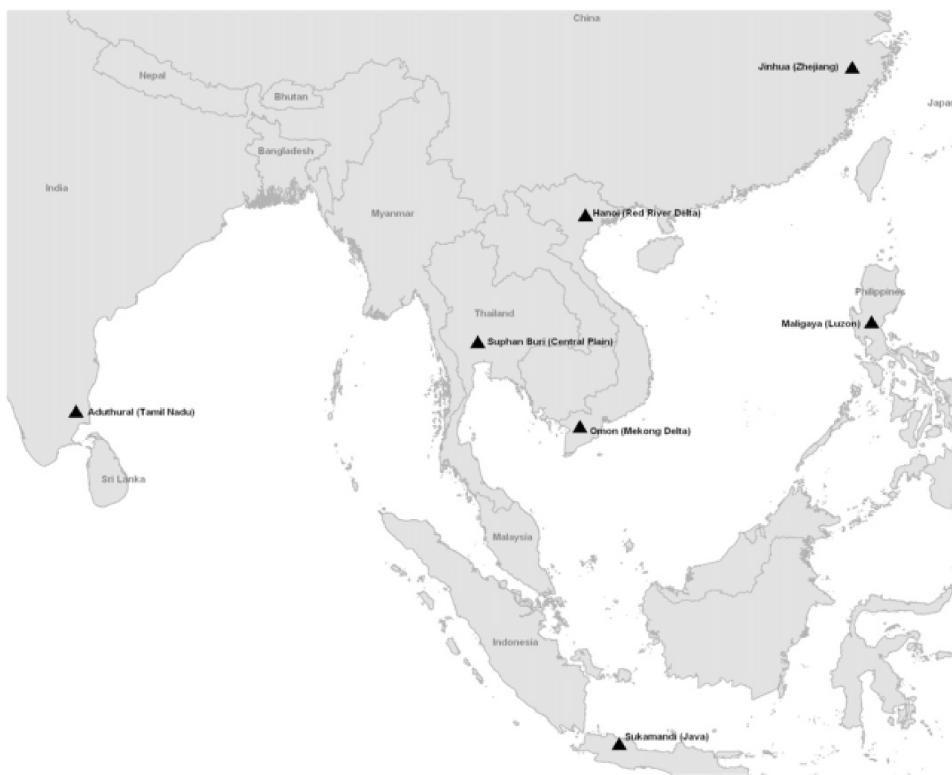 China
Jinhua (Zhejiang)
Nepal
Bhutan
Japan
Bangladesh
India
Myanmar
Hanoi (Red River Delta)
Philippines
Thailand
Maligaya (Luzon)
Suphan Buri (Central Plain)
Aduthural (Tamil Nadu)
Omon (Mekong Delta)
Sri Lanka
Malaysia
Indonesia
Sukamandi (Java)